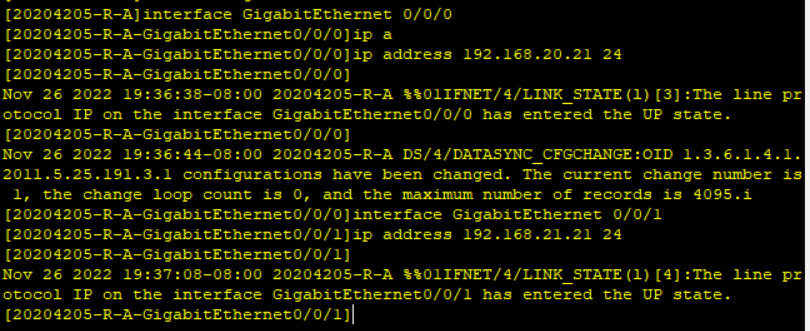 [20204205-R-A]interface GigabitEthernet 0/0/0
[20204205-R-A-GigabitEthernet0/0/0]ip a
[20204205-R-A-GigabitEthernet0/0/0]ip address 192.168.20.21 24
[20204205-R-A-GigabitEthernet0/0/0]
Nov 26 2022 19:36:38-08:00 20204205-R-A %%01IFNET/4/LINK_STATE(l)[3]:The line pr
otocol IP on the interface GigabitEthernet0/0/0 has entered the UP state.
[20204205-R-A-GigabitEthernet0/0/0]
Nov 26 2022 19:36:44-08:00 20204205-R-A DS/4/DATASYNC_CFGCHANGE:OID 1.3.6.1.4.1.
2011.5.25.191.3.1 configurations have been changed. The current change number is
 1, the change loop count is 0, and the maximum number of records is 4095.i
[20204205-R-A-GigabitEthernet0/0/0]interface GigabitEthernet 0/0/1
[20204205-R-A-GigabitEthernet0/0/1]ip address 192.168.21.21 24
[20204205-R-A-GigabitEthernet0/0/1]
Nov 26 2022 19:37:08-08:00 20204205-R-A %%01IFNET/4/LINK_STATE(l)[4]:The line pr
otocol IP on the interface GigabitEthernet0/0/1 has entered the UP state.
[20204205-R-A-GigabitEthernet0/0/1]